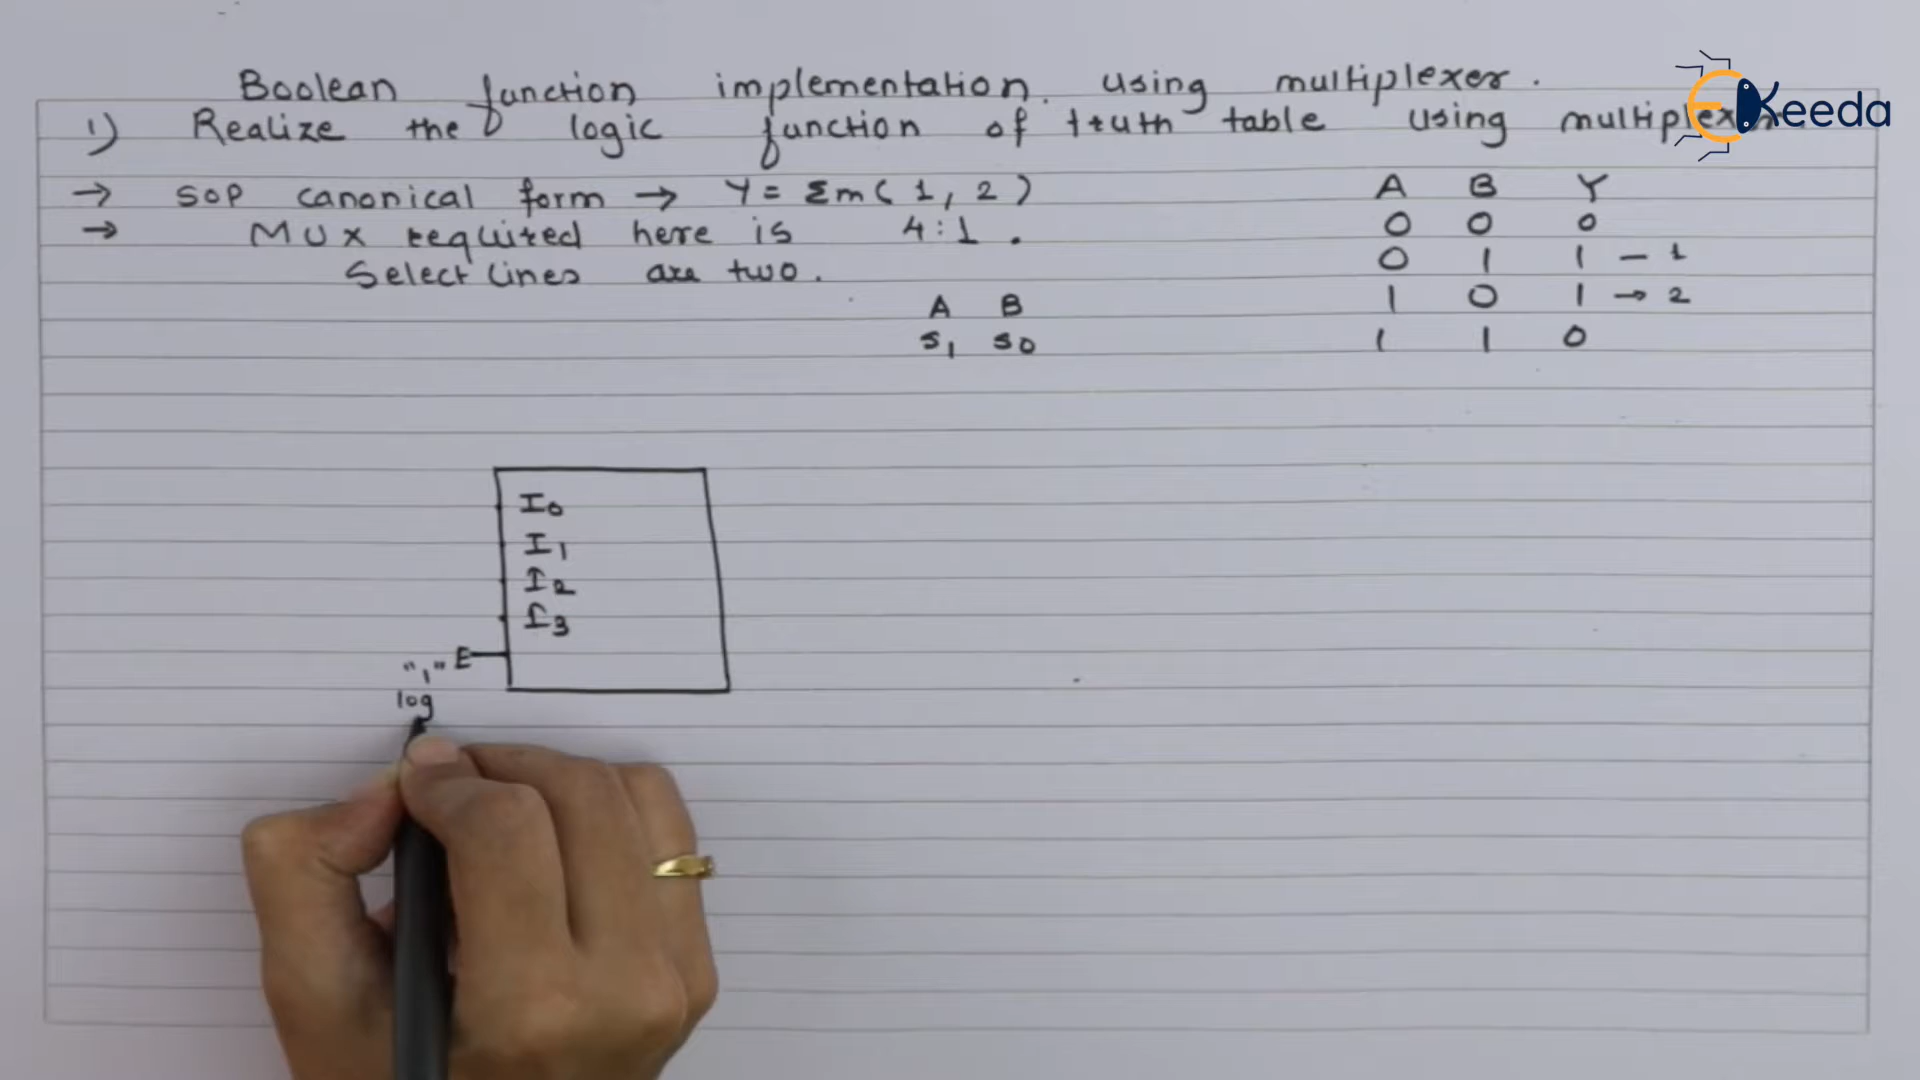 Boolean function implementation. using multiplexer.
1) Realize the logic function of truth table using multiplexer.
EKeeda
→ SOP canonical form → Y = Σm( 1, 2 )
→ MUX required here is 4:1.
Select lines are two.
A B
S1 S0
A B Y
0 0 0
0 1 1 — 1
1 0 1 → 2
1 1 0
I0
I1
I2
I3
"1" E
log